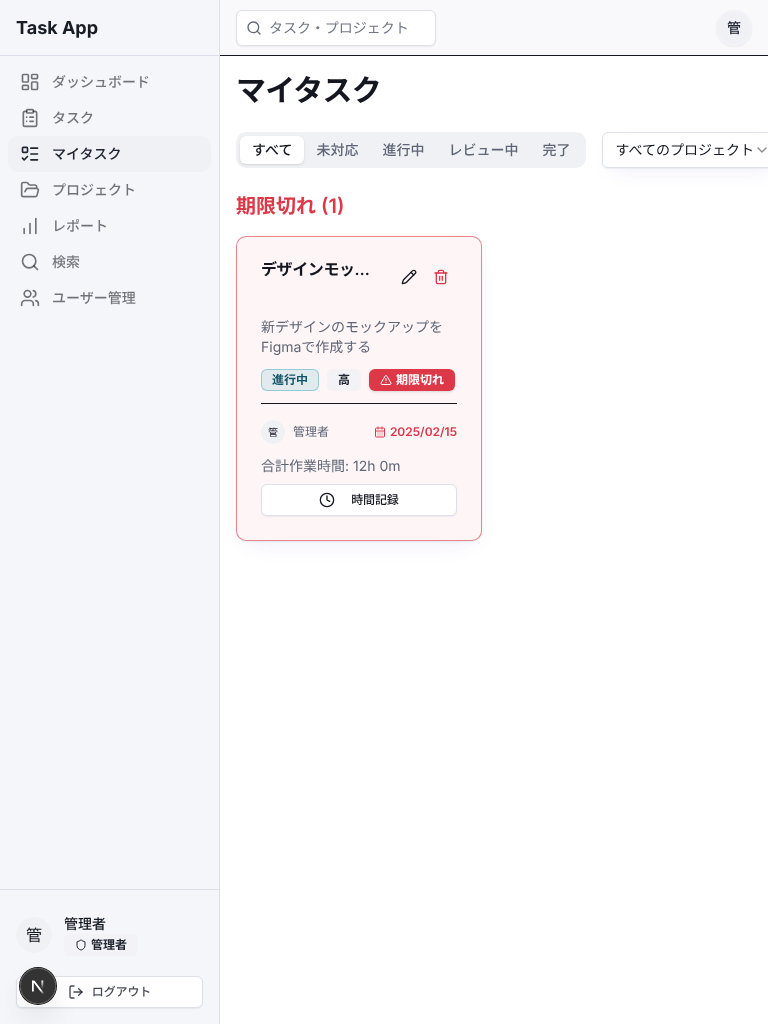 Task App
タスク・プロジェクト
管
ダッシュボード
タスク
マイタスク
プロジェクト
レポート
検索
ユーザー管理
マイタスク
すべて
未対応
進行中
レビュー中
完了
すべてのプロジェクト
期限切れ (1)
デザインモッ...
新デザインのモックアップを
Figmaで作成する
進行中
高
期限切れ
管
管理者
2025/02/15
合計作業時間: 12h 0m
時間記録
管
管理者
管理者
N
ログアウト